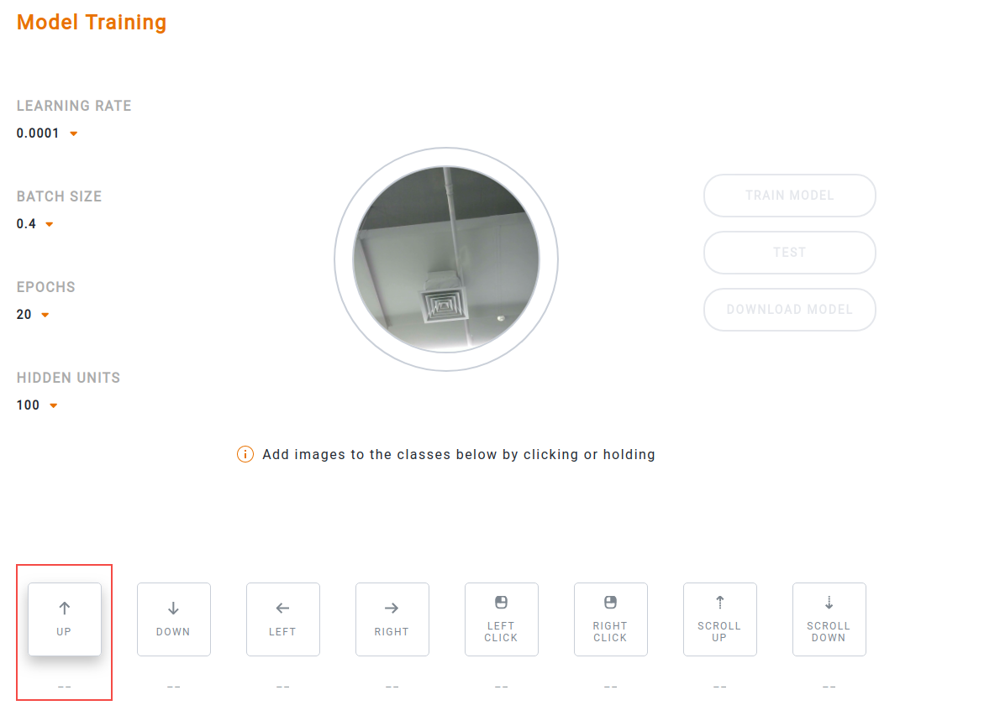 Model Training
LEARNING RATE
0.0001
BATCH SIZE
0.4
EPOCHS
20
HIDDEN UNITS
100
TRAIN MODEL
TEST
DOWNLOAD MODEL
Add images to the classes below by clicking or holding
UP
DOWN
LEFT
RIGHT
LEFT
CLICK
RIGHT
CLICK
SCROLL
UP
SCROLL
DOWN
-- -- -- -- -- -- -- --